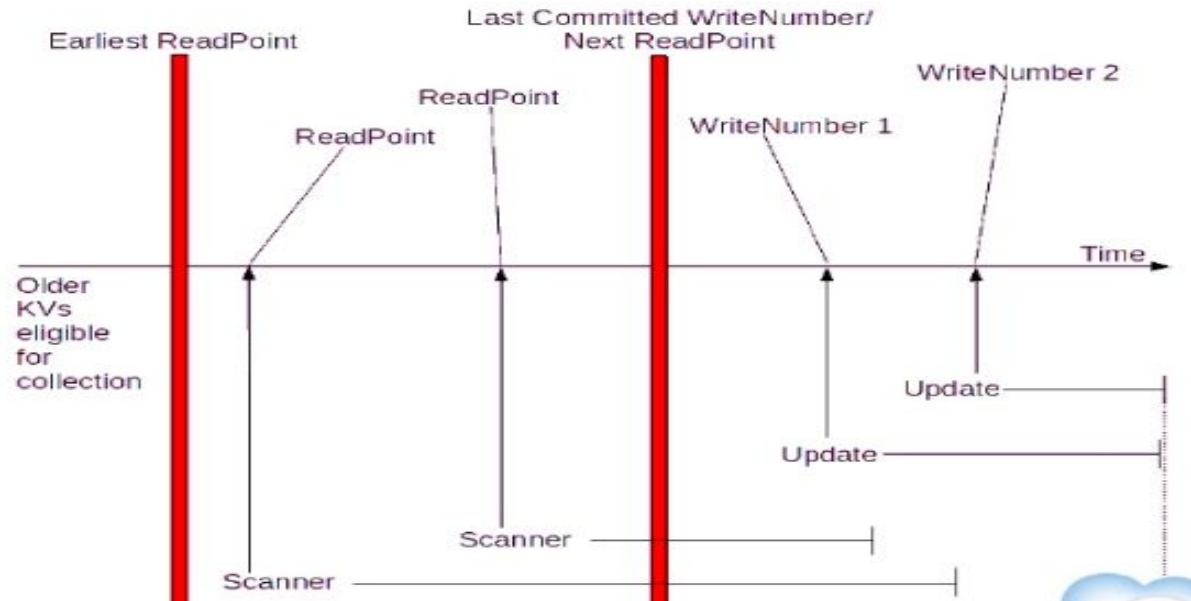 Last Committed WriteNumber/
Earliest ReadPoint
Next ReadPoint
WriteNumber 2
ReadPoint
WriteNumber 1
ReadPoint
Time
Older
KVs
eligible
for
collection
Update
Update
Scanner
Scanner